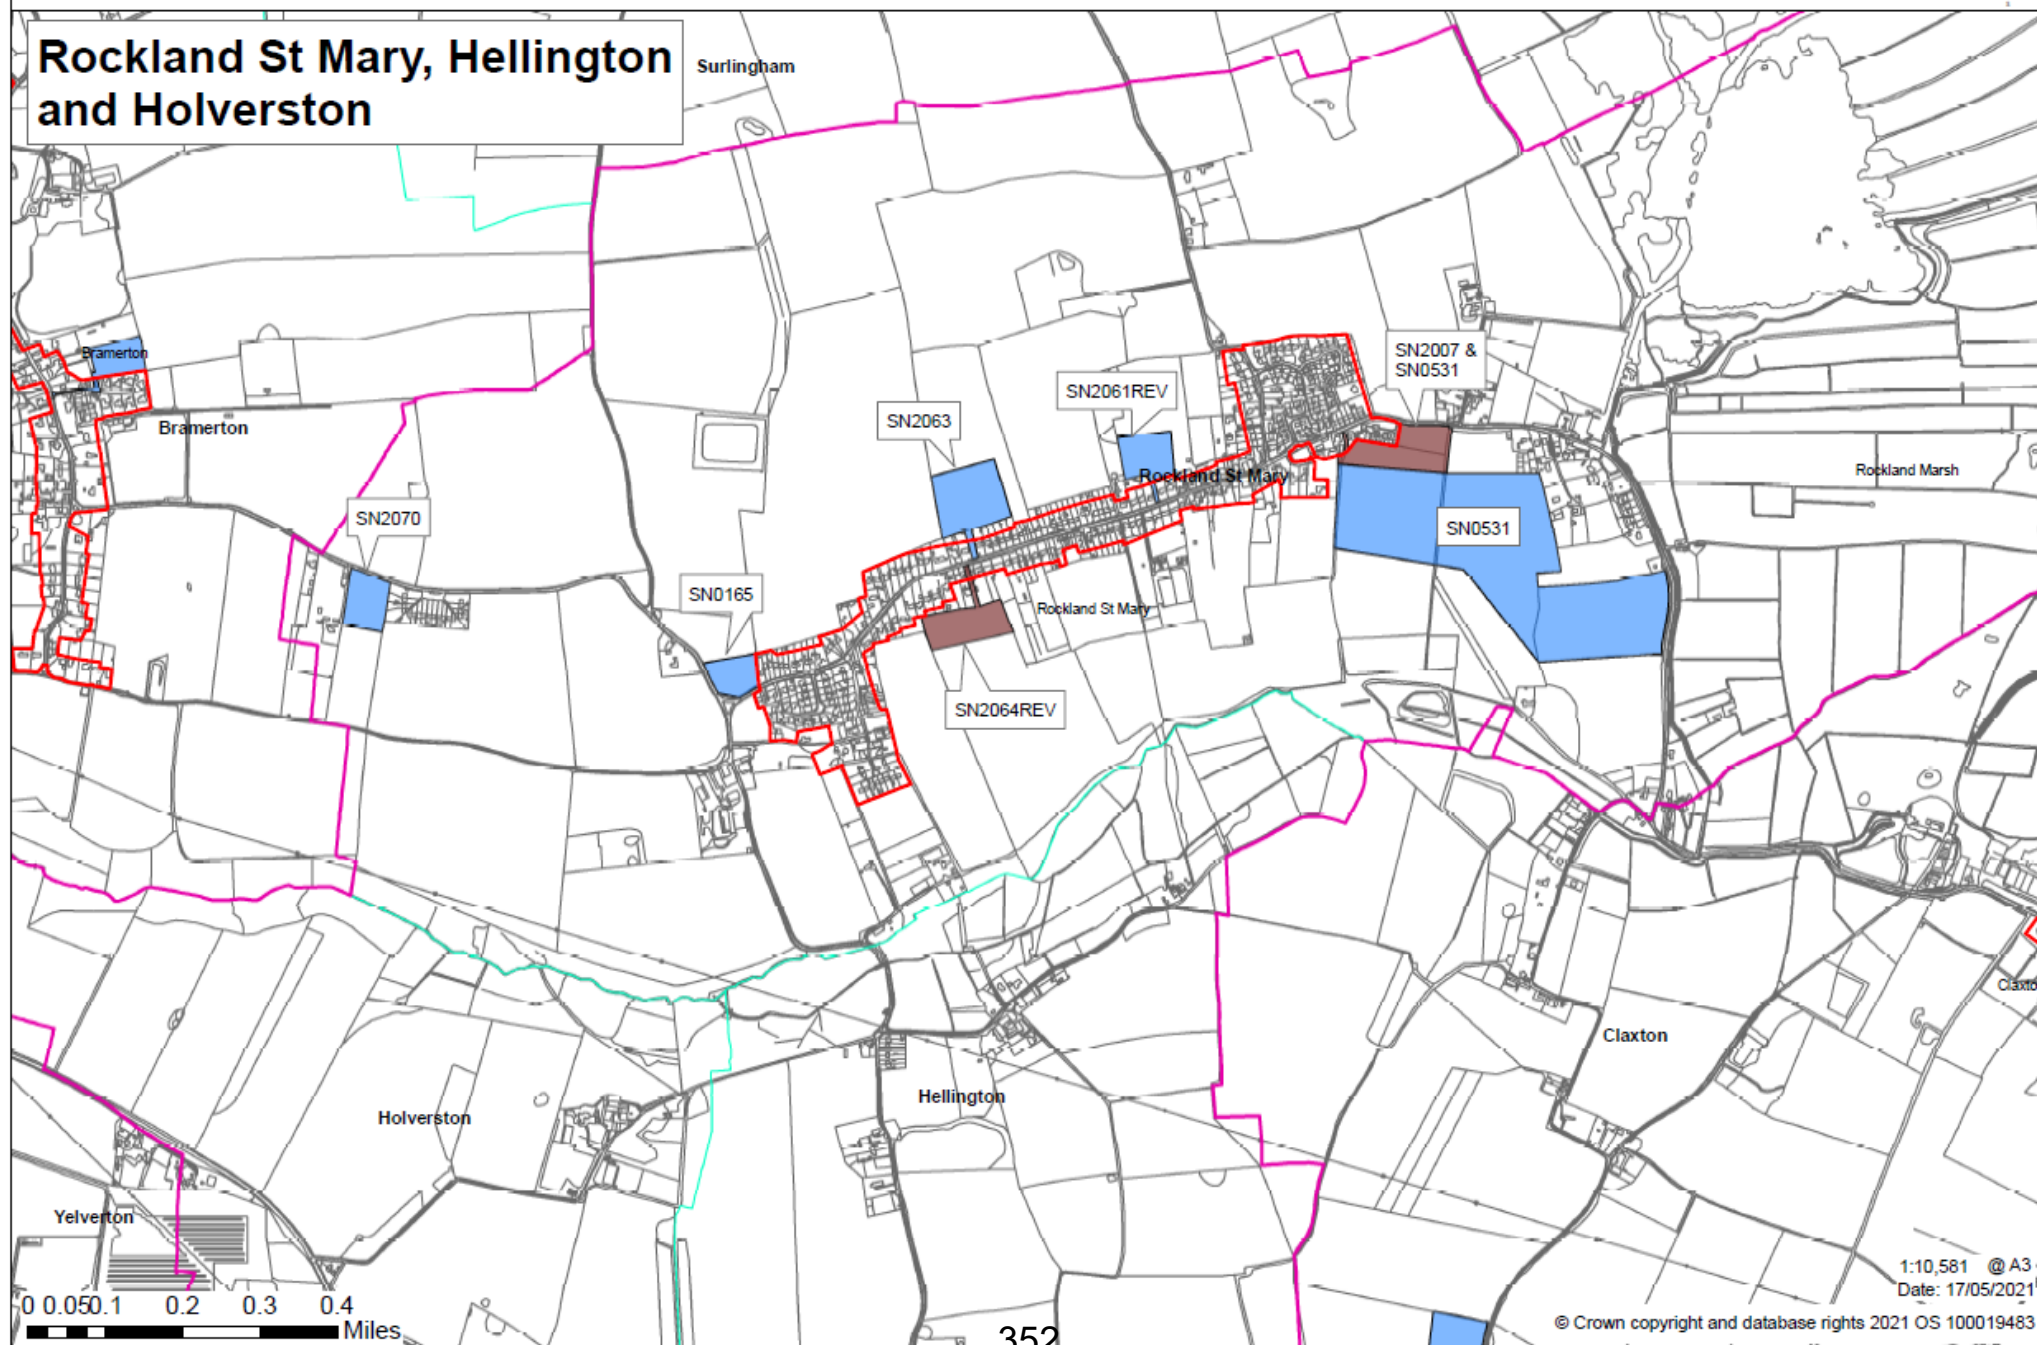 Rockland St Mary, Hellington
and Holverston
Surlingham
Bramerton
Bramerton
SN2007 &
SN0531
SN2061REV
SN2063
Rockland St Mary
Rockland Marsh
SN2070
SN0531
SN0165
Rockland St Mary
SN2064REV
Claxton
Hellington
Holverston
Yelverton
0 0.05 0.1 0.2 0.3 0.4
Miles
1:10,581 @ A3
Date: 17/05/2021
© Crown copyright and database rights 2021 OS 100019483
352